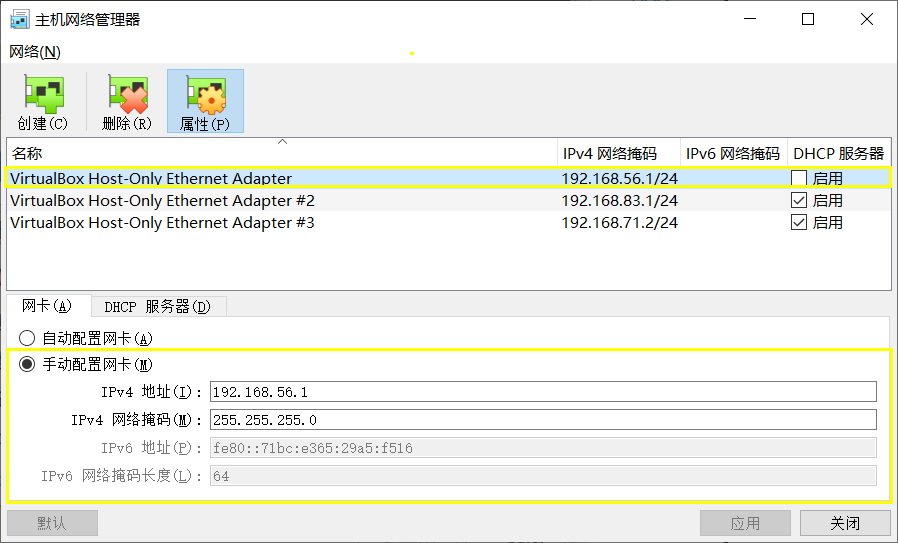 主机网络管理器
网络(N)
创建(C) 删除(R) 属性(P)
名称 IPv4 网络掩码 IPv6 网络掩码 DHCP 服务器
VirtualBox Host-Only Ethernet Adapter 192.168.56.1/24 启用
VirtualBox Host-Only Ethernet Adapter #2 192.168.83.1/24 启用
VirtualBox Host-Only Ethernet Adapter #3 192.168.71.2/24 启用
网卡(A) DHCP 服务器(D)
自动配置网卡(A)
手动配置网卡(M)
IPv4 地址(I): 192.168.56.1
IPv4 网络掩码(M): 255.255.255.0
IPv6 地址(P): fe80::71bc:e365:29a5:f516
IPv6 网络掩码长度(L): 64
默认 应用 关闭